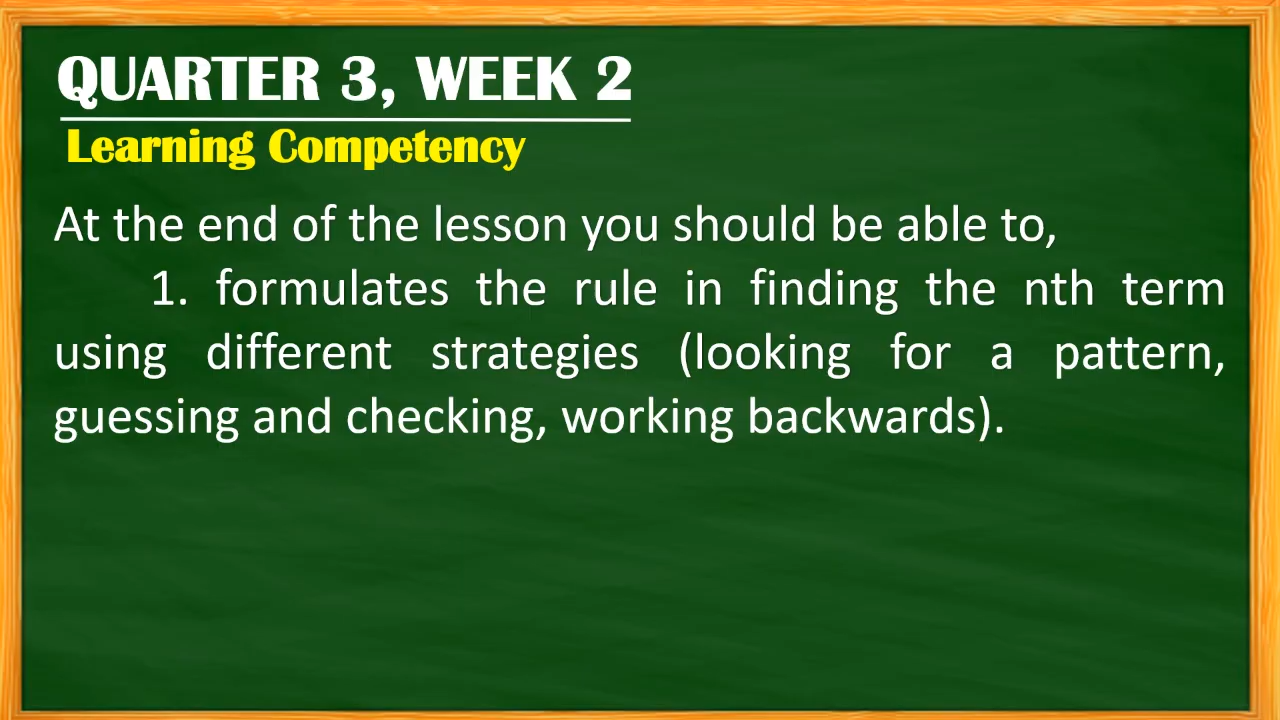 QUARTER 3, WEEK 2
Learning Competency
At the end of the lesson you should be able to,
1. formulates the rule in finding the nth term
using different strategies (looking for a pattern,
guessing and checking, working backwards).